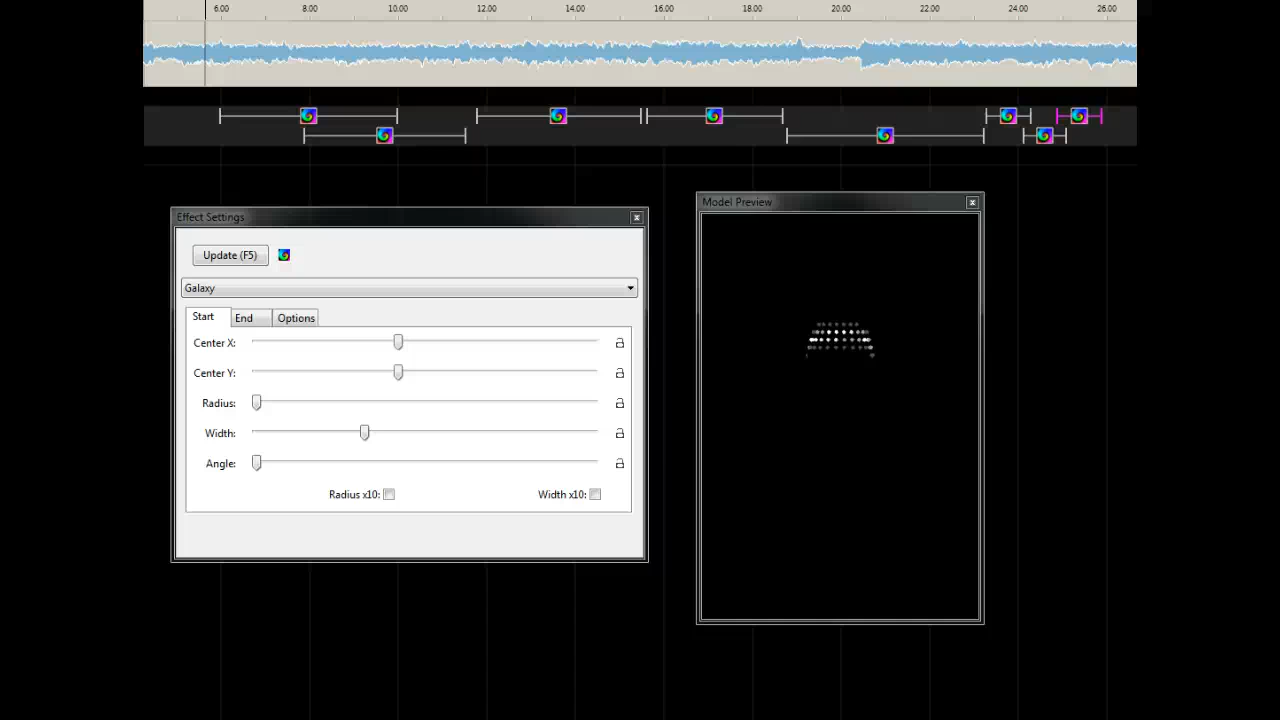 6.00 8.00 10.00 12.00 14.00 16.00 18.00 20.00 22.00 24.00 26.00
Effect Settings
Update (F5)
Galaxy
Start End Options
Center X:
Center Y:
Radius:
Width:
Angle:
Radius x10: Width x10:
Model Preview